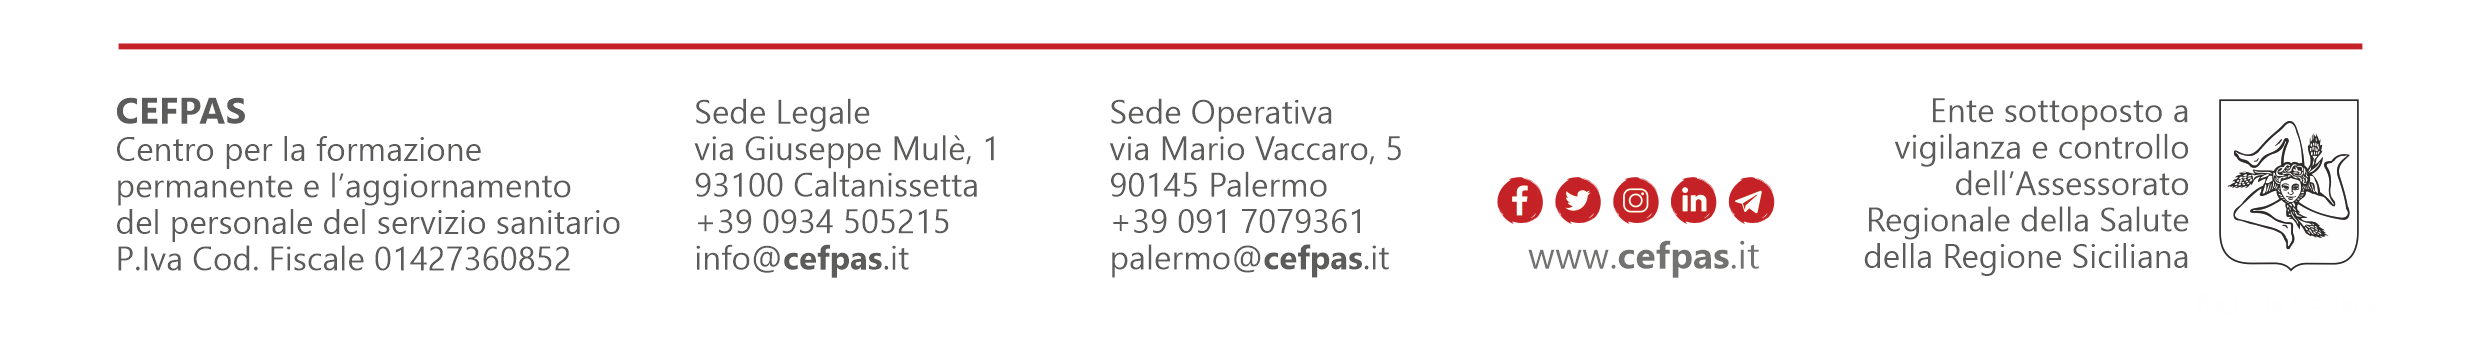 CEFPAS
Centro per la formazione
permanente e l’aggiornamento
del personale del servizio sanitario
P.Iva Cod. Fiscale 01427360852
Sede Legale
via Giuseppe Mulè, 1
93100 Caltanissetta
+39 0934 505215
info@cefpas.it
Sede Operativa
via Mario Vaccaro, 5
90145 Palermo
+39 091 7079361
palermo@cefpas.it
www.cefpas.it
Ente sottoposto a
vigilanza e controllo
dell’Assessorato
Regionale della Salute
della Regione Siciliana